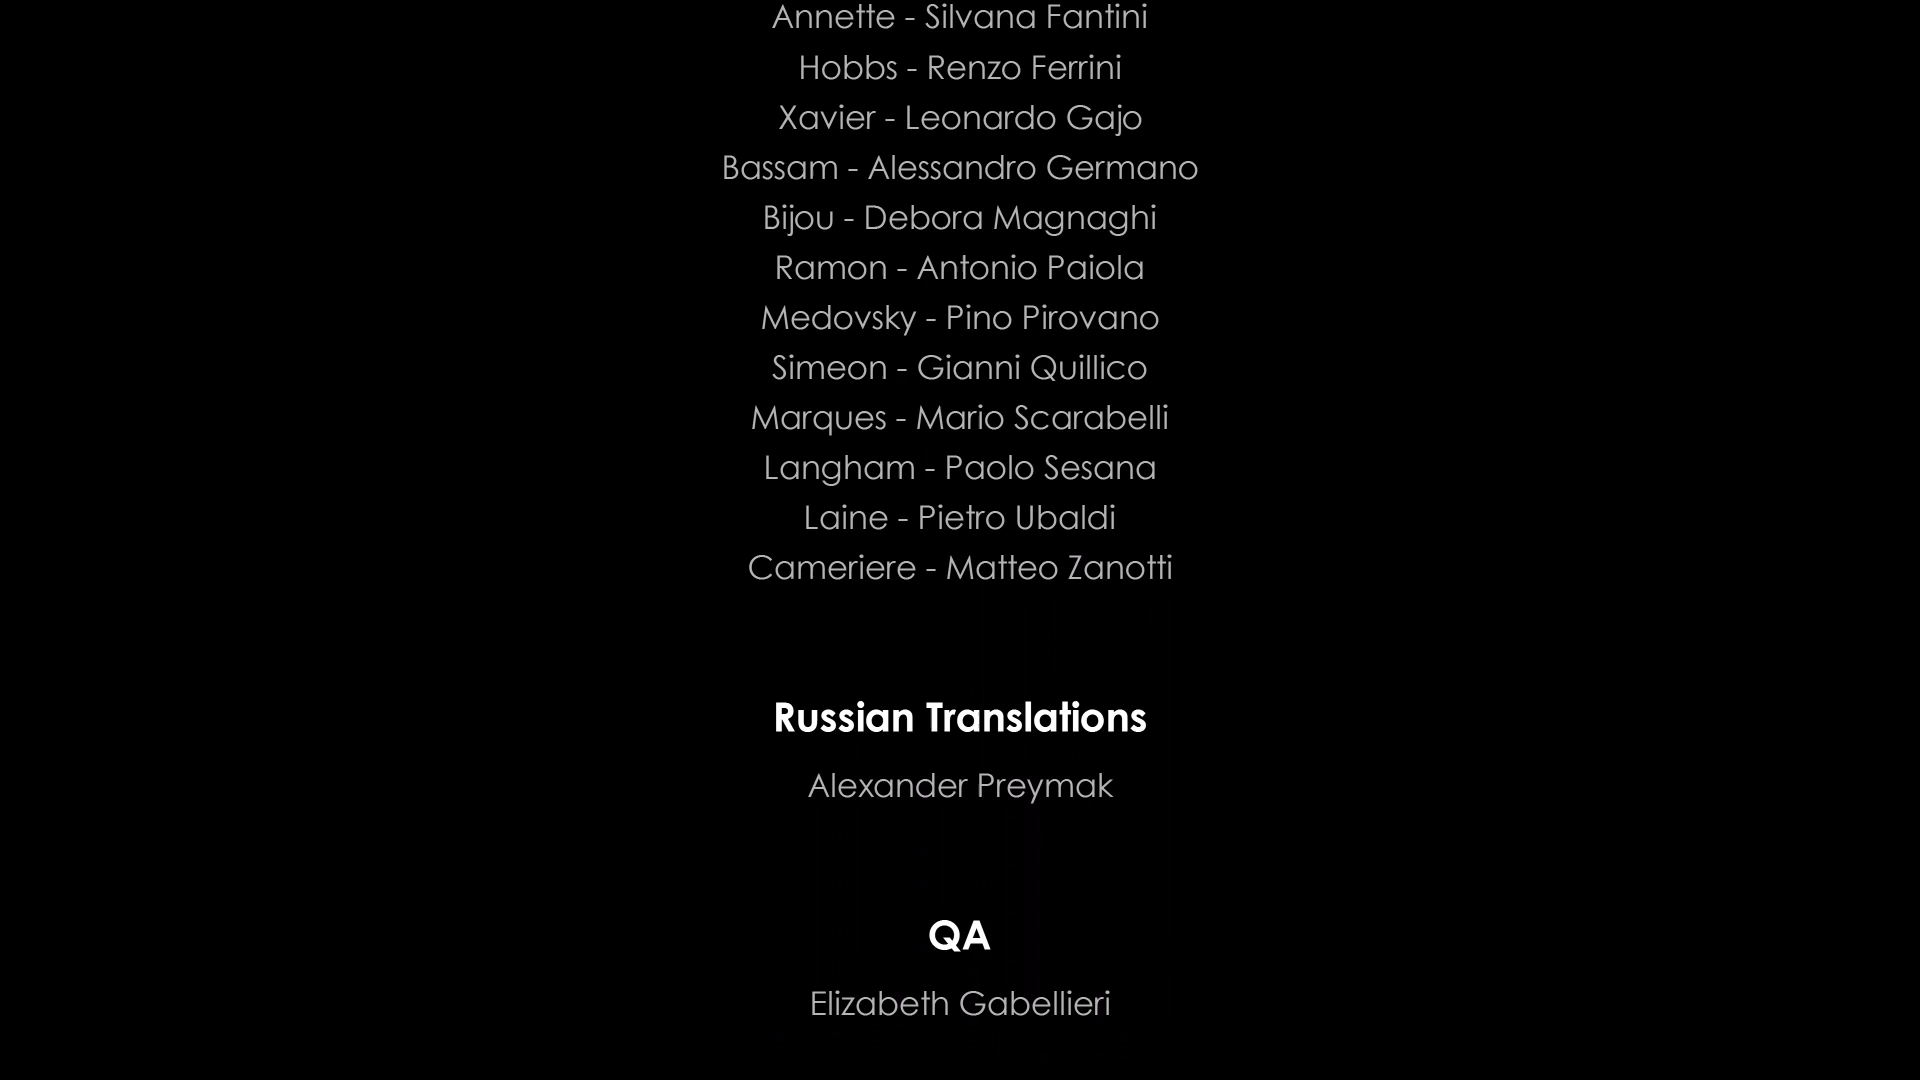 Annette - Silvana Fantini
Hobbs - Renzo Ferrini
Xavier - Leonardo Gajo
Bassam - Alessandro Germano
Bijou - Debora Magnaghi
Ramon - Antonio Paiola
Medovsky - Pino Pirovano
Simeon - Gianni Quillico
Marques - Mario Scarabelli
Langham - Paolo Sesana
Laine - Pietro Ubaldi
Cameriere - Matteo Zanotti
Russian Translations
Alexander Preymak
QA
Elizabeth Gabellieri